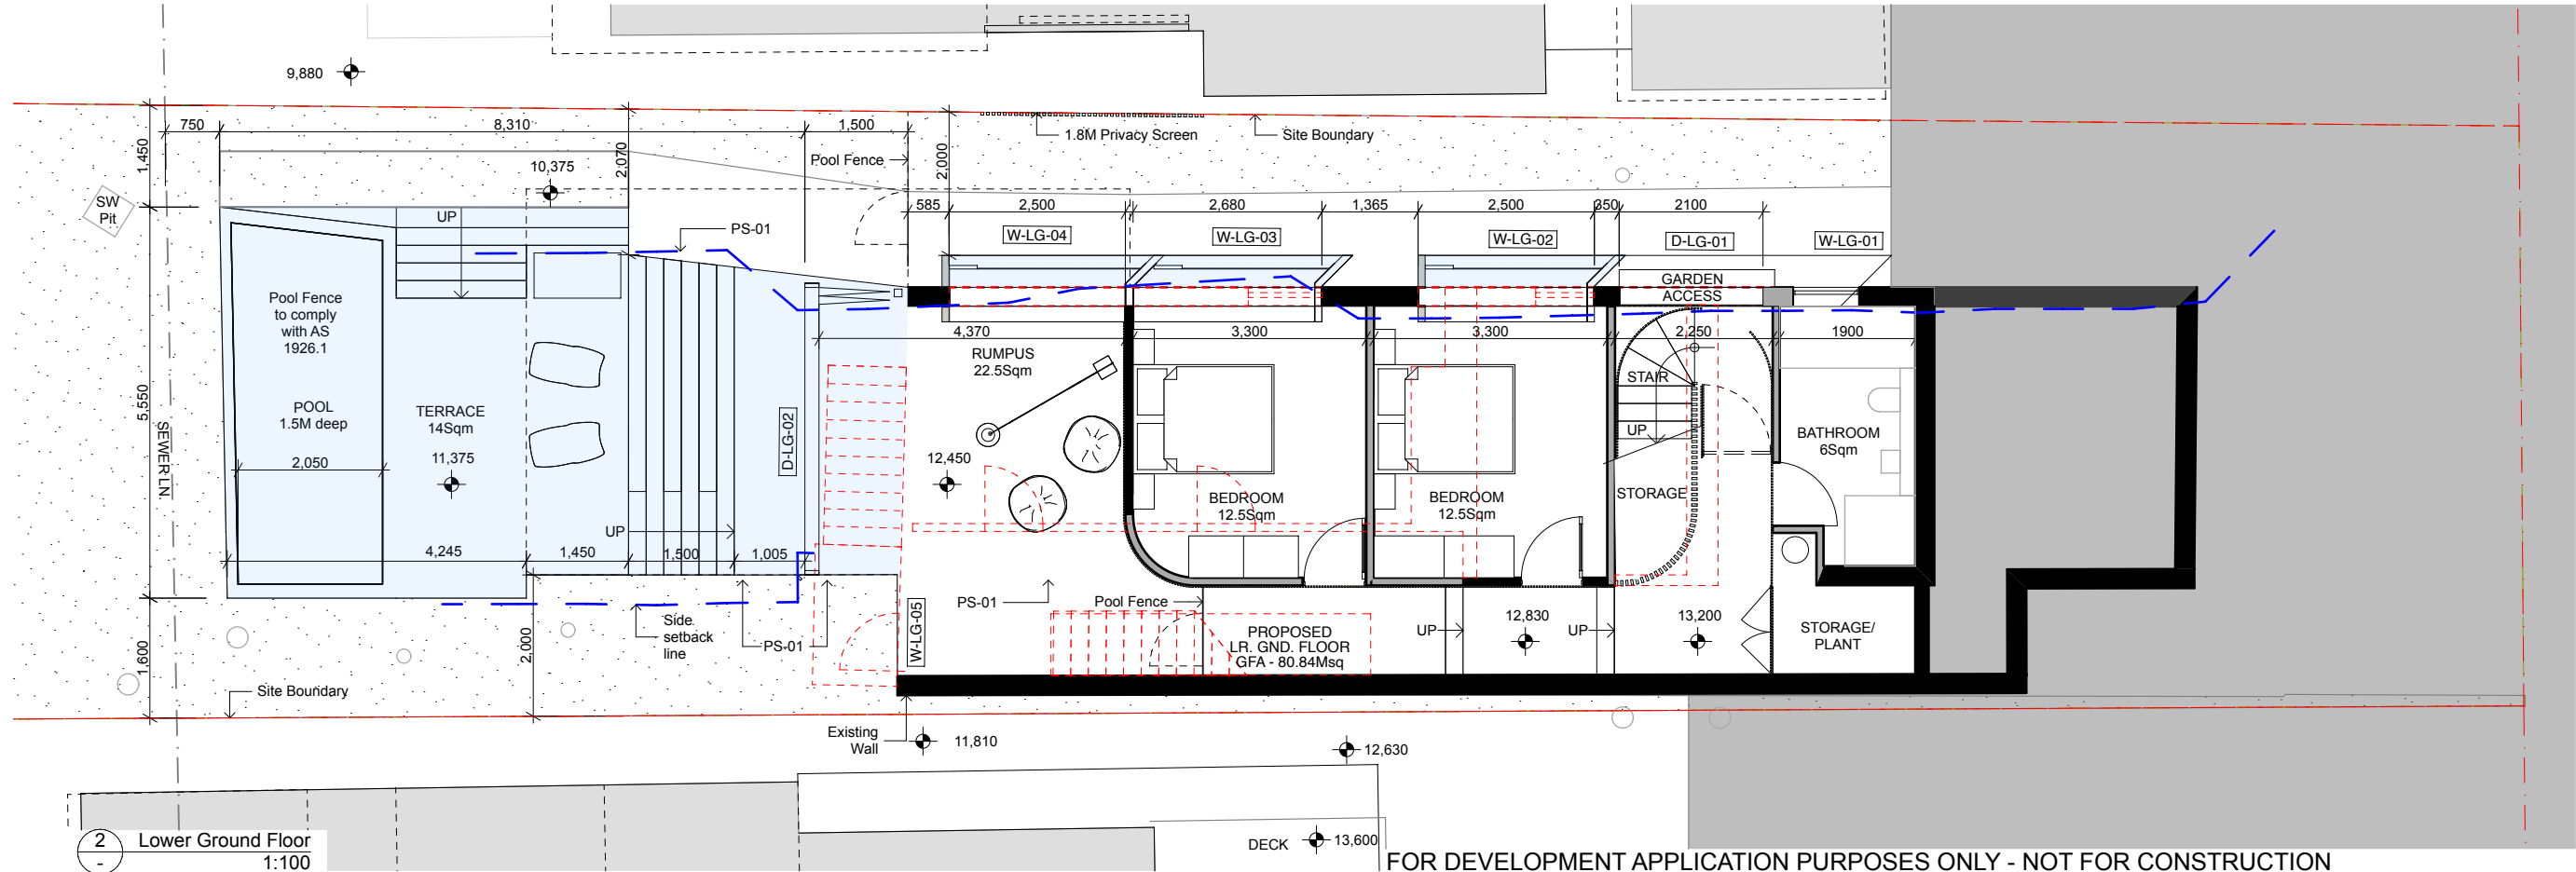 9,880
750
8,310
1,500
1.8M Privacy Screen
Site Boundary
1,450
2,070
2,000
Pool Fence
10,375
SW
Pit
UP
PS-01
585
2,500
2,680
1,365
2,500
350
2100
W-LG-04
W-LG-03
W-LG-02
D-LG-01
W-LG-01
GARDEN
ACCESS
Pool Fence
to comply
with AS
1926.1
4,370
3,300
3,300
2,250
1900
RUMPUS
22.5Sqm
STAIR
UP
POOL
1.5M deep
TERRACE
14Sqm
5,550
SEWER LN.
D-LG-02
BATHROOM
6Sqm
2,050
11,375
12,450
BEDROOM
12.5Sqm
BEDROOM
12.5Sqm
STORAGE
UP
4,245
1,450
1,500
1,005
PS-01
Pool Fence
W-LG-05
Side
setback
line
PS-01
2,000
1,600
PROPOSED
LR. GND. FLOOR
GFA - 80.84Msq
UP
12,830
UP
13,200
STORAGE/
PLANT
Site Boundary
Existing
Wall
11,810
12,630
2
-
Lower Ground Floor
1:100
DECK
13,600
FOR DEVELOPMENT APPLICATION PURPOSES ONLY - NOT FOR CONSTRUCTION